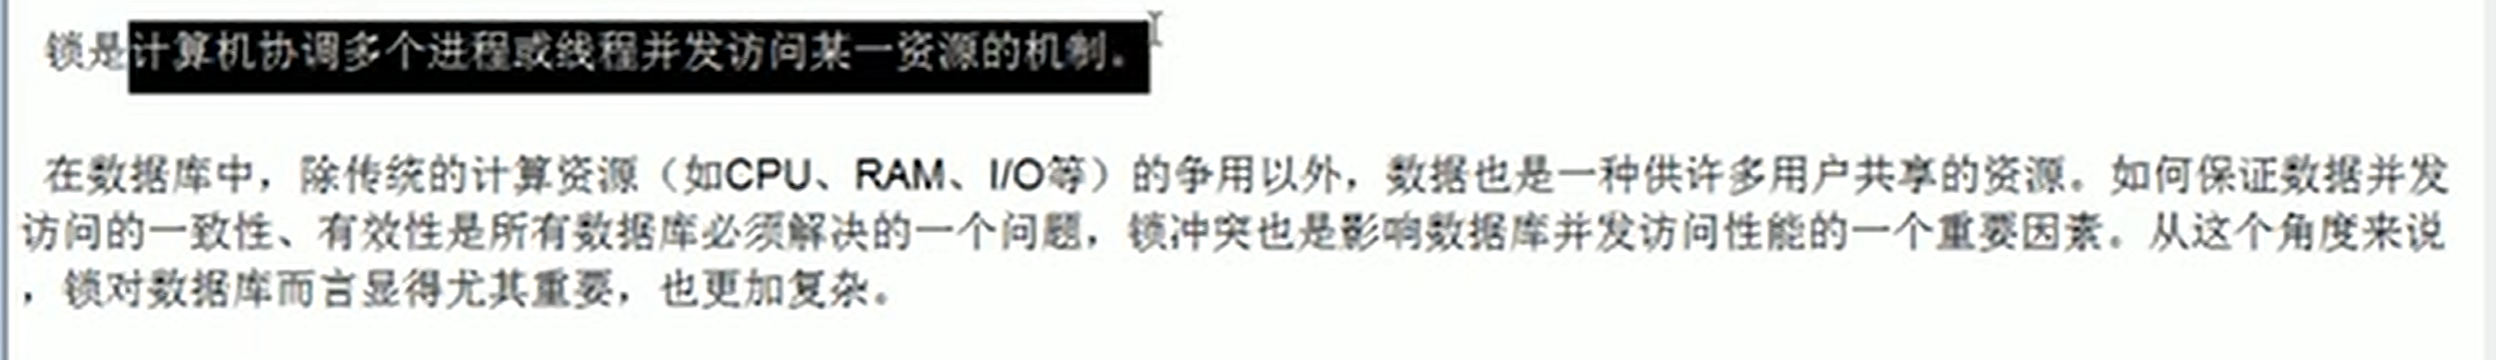 锁是计算机协调多个进程或线程并发访问某一资源的机制。
在数据库中，除传统的计算资源（如CPU、RAM、I/O等）的争用以外，数据也是一种供许多用户共享的资源。如何保证数据并发
访问的一致性、有效性是所有数据库必须解决的一个问题，锁冲突也是影响数据库并发访问性能的一个重要因素。从这个角度来说
，锁对数据库而言显得尤其重要，也更加复杂。